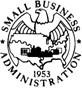 SMALL BUSINESS
ADMINISTRATION
1953